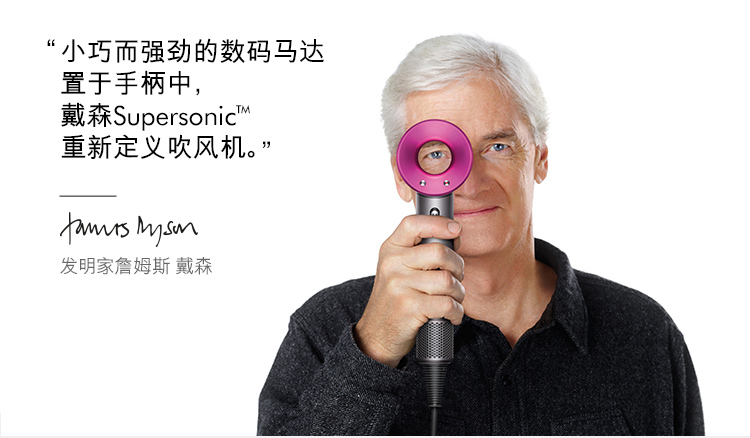 “小巧而强劲的数码马达
置于手柄中，
戴森Supersonic™
重新定义吹风机。”
James Dyson
发明家詹姆斯 戴森